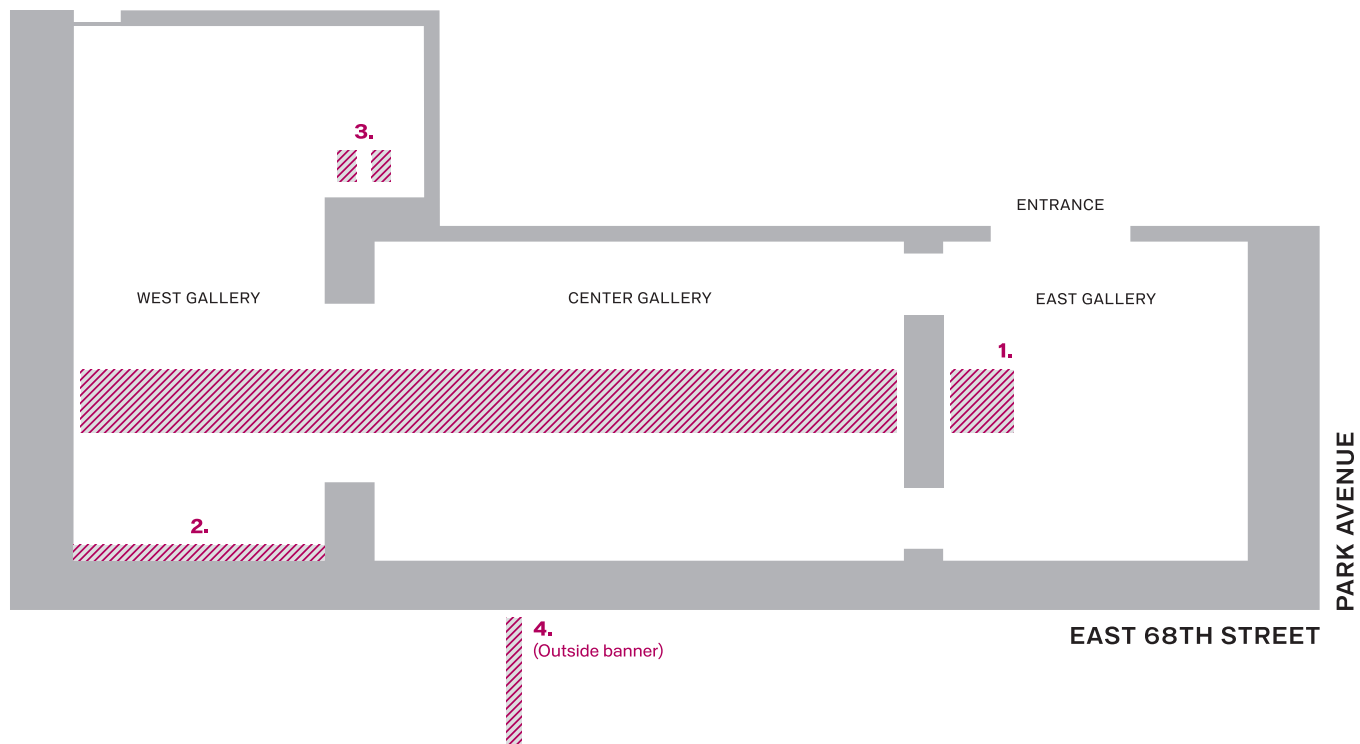 3.
ENTRANCE
WEST GALLERY
CENTER GALLERY
EAST GALLERY
1.
2.
PARK AVENUE
4.
(Outside banner)
EAST 68TH STREET